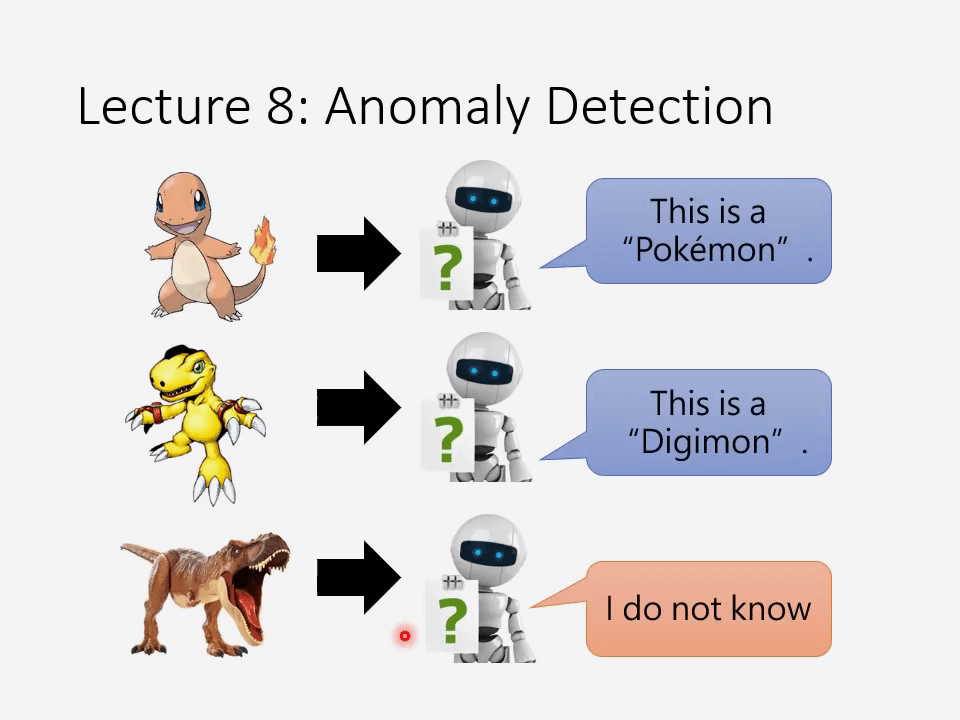 Lecture 8: Anomaly Detection
This is a
“Pokémon” .
?
This is a
“Digimon” .
?
I do not know
?